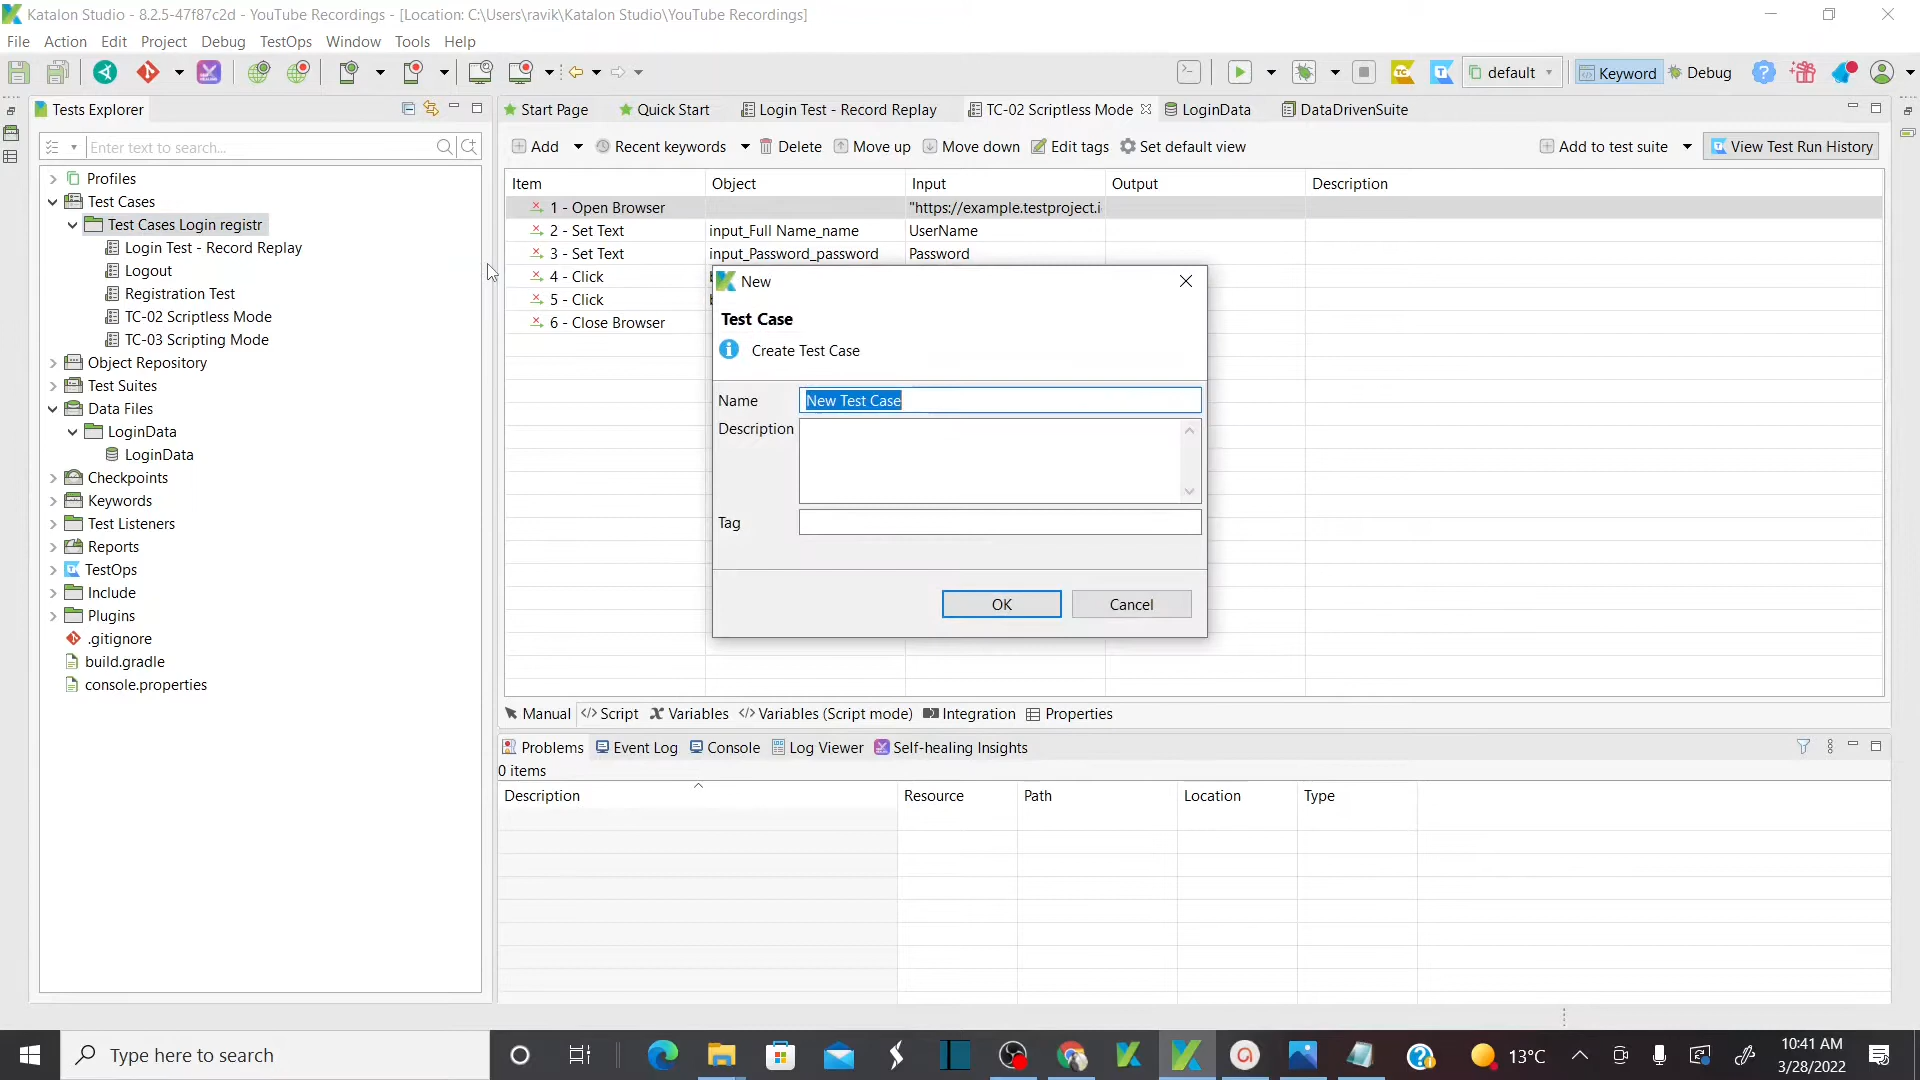 Katalon Studio - 8.2.5-47f87c2d - YouTube Recordings - [Location: C:\Users\ravik\Katalon Studio\YouTube Recordings]
File Action Edit Project Debug TestOps Window Tools Help
default Keyword Debug
Tests Explorer
Enter text to search...
Profiles
Test Cases
Test Cases Login registr
Login Test - Record Replay
Logout
Registration Test
TC-02 Scriptless Mode
TC-03 Scripting Mode
Object Repository
Test Suites
Data Files
LoginData
LoginData
Checkpoints
Keywords
Test Listeners
Reports
TestOps
Include
Plugins
.gitignore
build.gradle
console.properties
Start Page Quick Start Login Test - Record Replay TC-02 Scriptless Mode LoginData DataDrivenSuite
Add Recent keywords Delete Move up Move down Edit tags Set default view Add to test suite View Test Run History
Item Object Input Output Description
1 - Open Browser "https://example.testproject.i
2 - Set Text input_Full Name_name UserName
3 - Set Text input_Password_password Password
4 - Click
5 - Click
6 - Close Browser
New
Test Case
Create Test Case
Name New Test Case
Description
Tag
OK Cancel
Manual Script Variables Variables (Script mode) Integration Properties
Problems Event Log Console Log Viewer Self-healing Insights
0 items
Description Resource Path Location Type
Type here to search
13°C
10:41 AM
3/28/2022